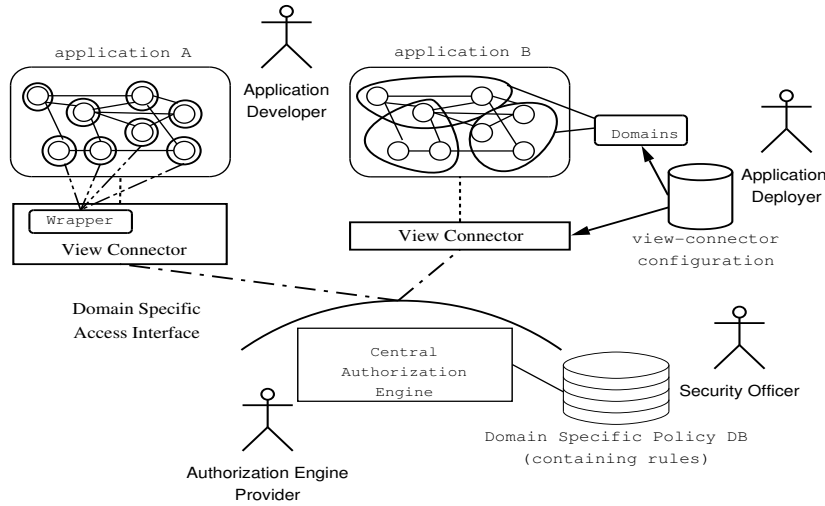 application A
application B
Application
Developer
Domains
Application
Deployer
Wrapper
View Connector
View Connector
view-connector
configuration
Domain Specific
Access Interface
Central
Authorization
Engine
Security Officer
Domain Specific Policy DB
(containing rules)
Authorization Engine
Provider